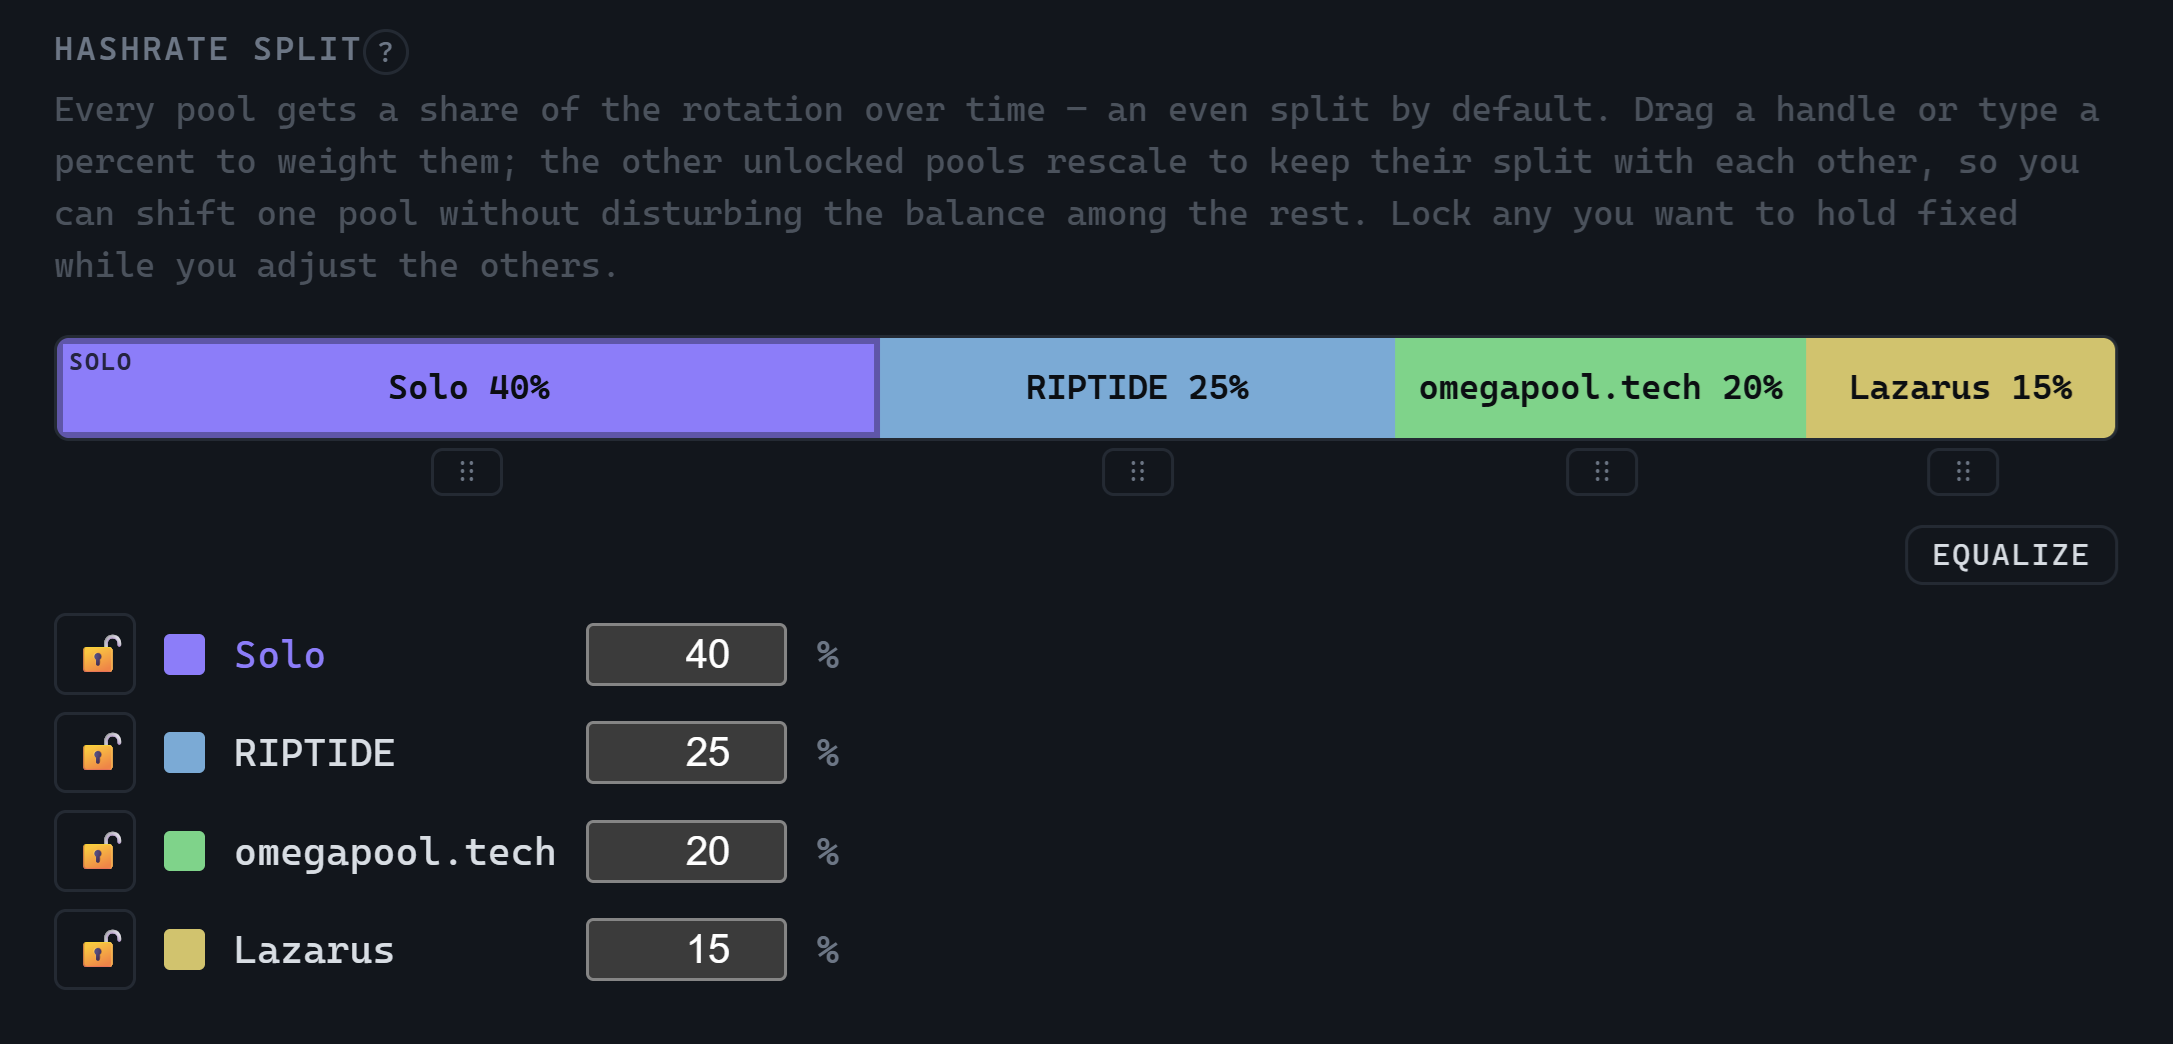 HASHRATE SPLIT ?
Every pool gets a share of the rotation over time — an even split by default. Drag a handle or type a
percent to weight them; the other unlocked pools rescale to keep their split with each other, so you
can shift one pool without disturbing the balance among the rest. Lock any you want to hold fixed
while you adjust the others.
SOLO
Solo 40% RIPTIDE 25% omegapool.tech 20% Lazarus 15%
EQUALIZE
Solo 40 %
RIPTIDE 25 %
omegapool.tech 20 %
Lazarus 15 %